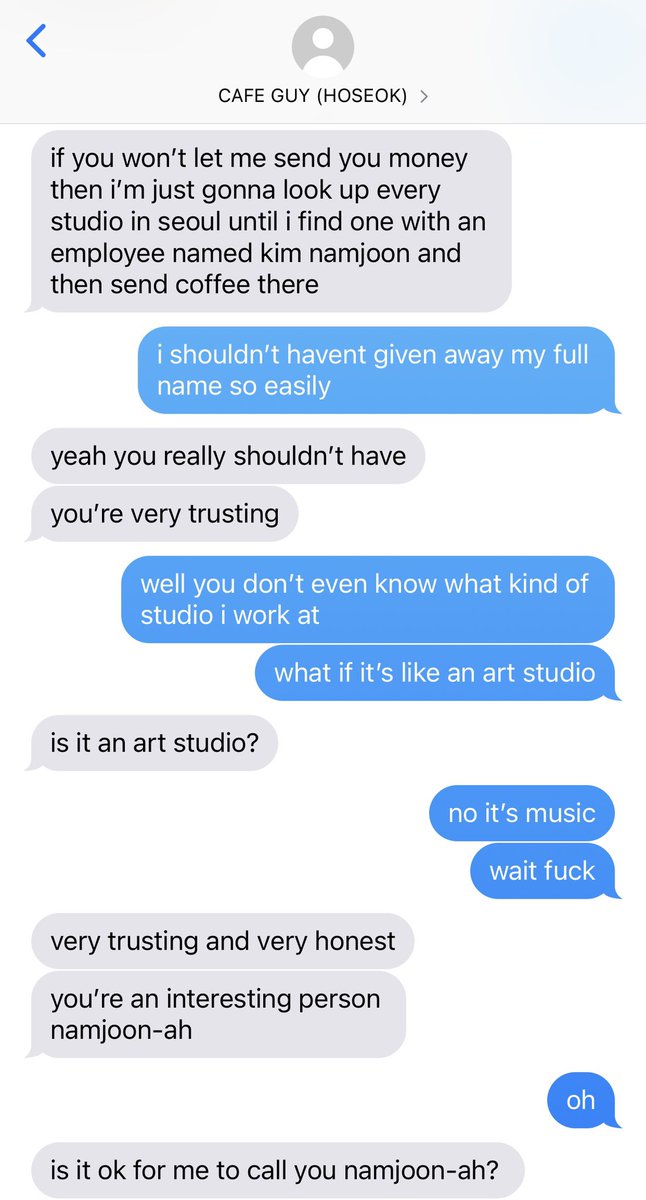 CAFE GUY (HOSEOK)
if you won’t let me send you money
then i’m just gonna look up every
studio in seoul until i find one with an
employee named kim namjoon and
then send coffee there
i shouldn’t havent given away my full
name so easily
yeah you really shouldn’t have
you’re very trusting
well you don’t even know what kind of
studio i work at
what if it’s like an art studio
is it an art studio?
no it’s music
wait fuck
very trusting and very honest
you’re an interesting person
namjoon-ah
oh
is it ok for me to call you namjoon-ah?